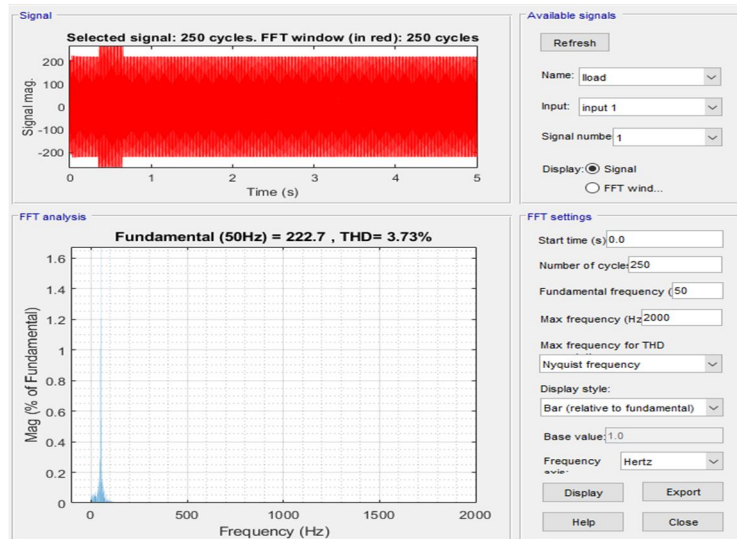 Signal
Selected signal: 250 cycles. FFT window (in red): 250 cycles
200
100
0
-100
-200
Signal mag.
0 1 2 3 4 5
Time (s)
Available signals
Refresh
Name: Iload
Input: input 1
Signal numbe 1
Display: Signal
FFT wind...
FFT analysis
Fundamental (50Hz) = 222.7 , THD= 3.73%
1.6
1.4
1.2
1
0.8
0.6
0.4
0.2
0
Mag (% of Fundamental)
0 500 1000 1500 2000
Frequency (Hz)
FFT settings
Start time (s) 0.0
Number of cycle 250
Fundamental frequency ( 50
Max frequency (Hz 2000
Max frequency for THD
Nyquist frequency
Display style:
Bar (relative to fundamental)
Base value: 1.0
Frequency Hertz
Display Export
Help Close